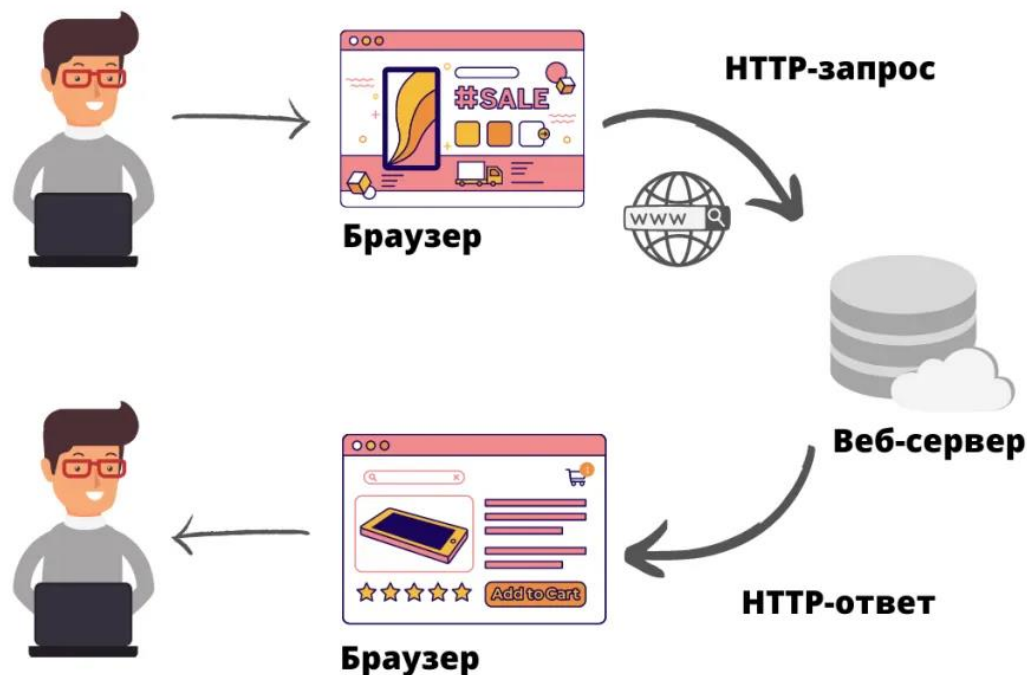 HTTP-запрос
#SALE
www
Браузер
Веб-сервер
Add to Cart
HTTP-ответ
Браузер